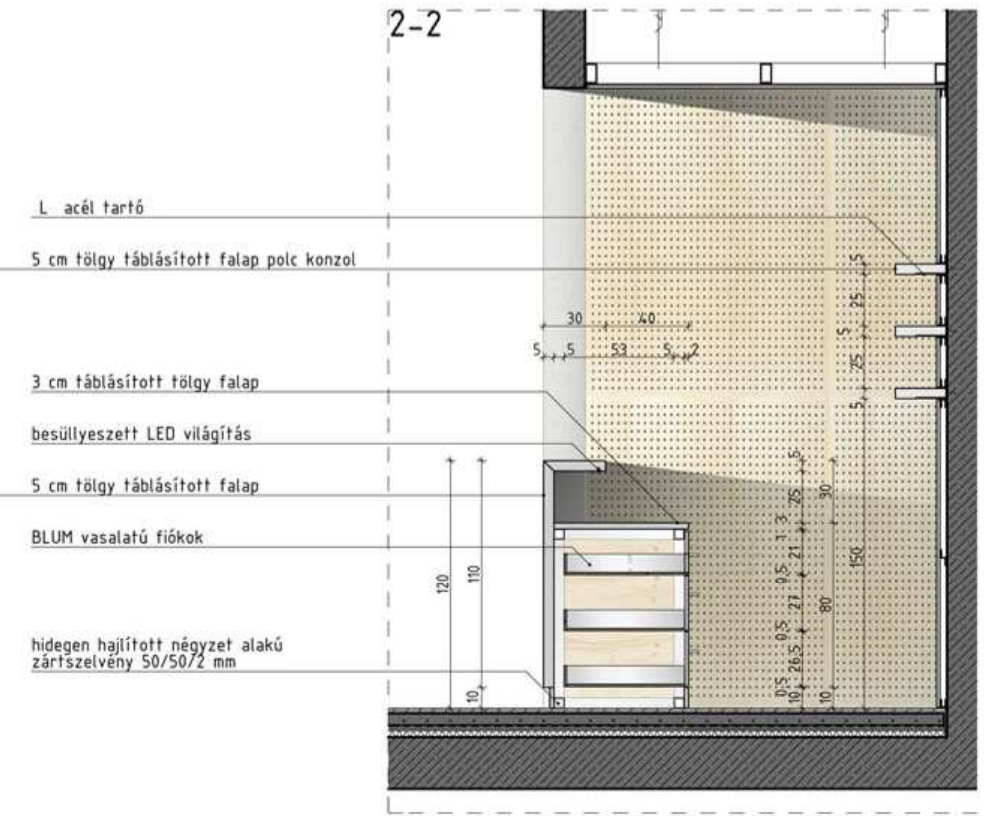 2-2
L acél tartó
5 cm tölgy táblásított falap polc konzol
3 cm táblásított tölgy falap
besüllyeszett LED világítás
5 cm tölgy táblásított falap
BLUM vasalatú fiókok
hidegen hajlított négyzet alakú
zártszelvény 50/50/2 mm
30 40
5 5 53 5 2
5
25
5
25
5
150
120
110
10
5
25
3
1
21
0,5
27
0,5
26,5
0,5
10
30
80
10